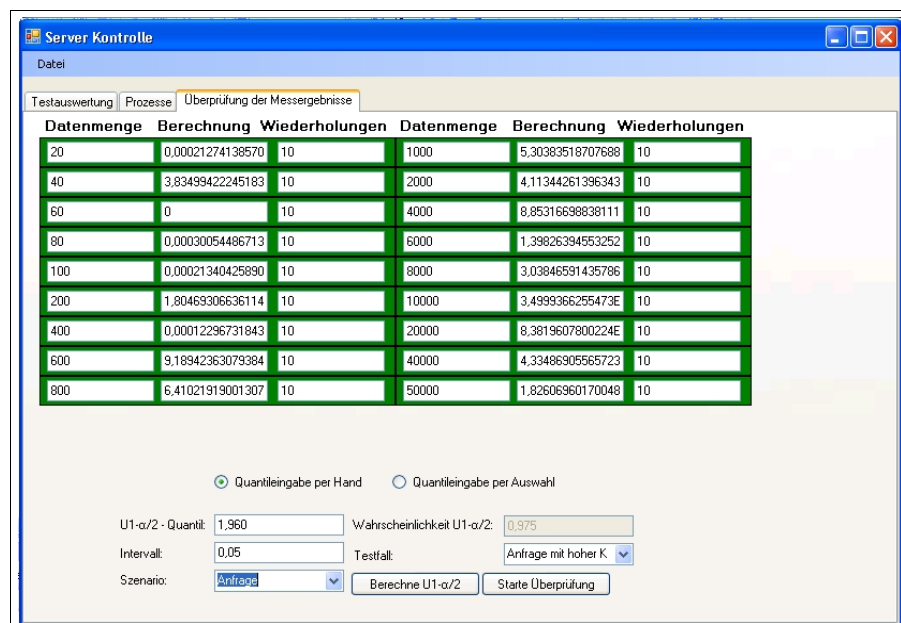 Server Kontrolle
Datei
Testauswertung Prozesse Überprüfung der Messergebnisse
Datenmenge Berechnung Wiederholungen Datenmenge Berechnung Wiederholungen
20 0,00021274138570 10 1000 5,30383518707688 10
40 3,83499422245183 10 2000 4,11344261396343 10
60 0 10 4000 8,85316698838111 10
80 0,00030054486713 10 6000 1,39826394553252 10
100 0,00021340425890 10 8000 3,03846591435786 10
200 1,80469306636114 10 10000 3,4999366255473E 10
400 0,00012296731843 10 20000 8,3819607800224E 10
600 9,18942363079384 10 40000 4,33486905565723 10
800 6,41021919001307 10 50000 1,82606960170048 10
Quantileingabe per Hand Quantileingabe per Auswahl
U1-α/2 - Quantil: 1,960 Wahrscheinlichkeit U1-α/2: 0,975
Intervall: 0,05 Testfall: Anfrage mit hoher K
Szenario: Anfrage Berechne U1-α/2 Starte Überprüfung